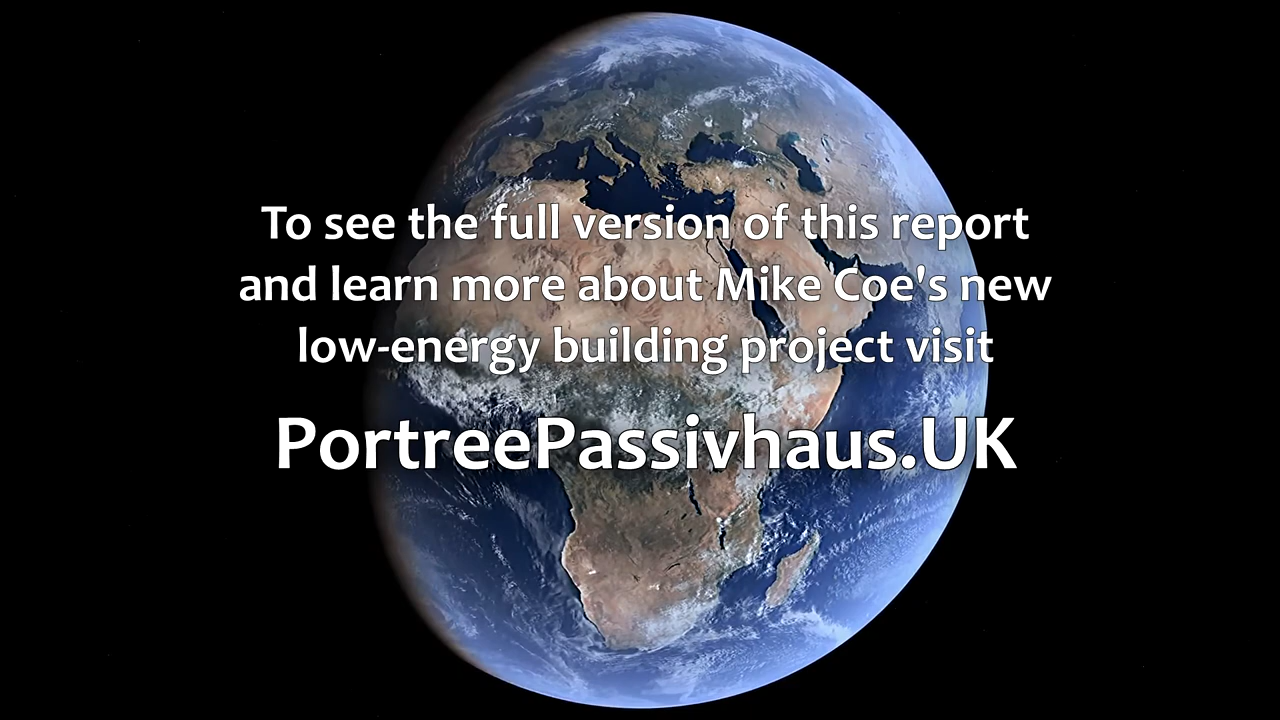 To see the full version of this report
and learn more about Mike Coe's new
low-energy building project visit
PortreePassivhaus.UK